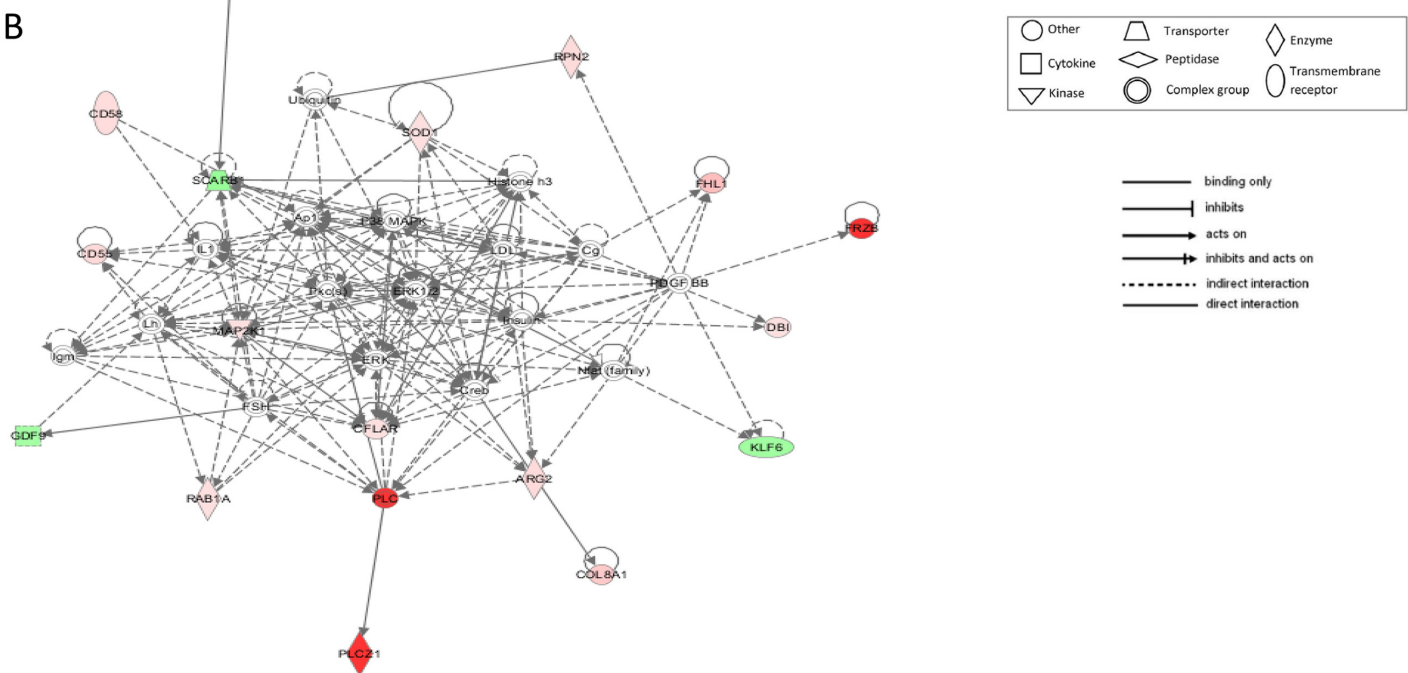 B
RPN2
Ubiquitin
CD58
SOD1
SCARB1
Histone h3
FHL1
Ap1
P38 MAPK
FRZB
CD55
IL1
LDL
Cg
Pkc(s)
ERK1/2
PDGF BB
Lh
MAP2K1
Insulin
DBI
Igm
ERK
Nfat (family)
Creb
FSH
GDF9
CFLAR
KLF6
RAB1A
PLC
ARG2
COL8A1
PLCZ1
Other
Transporter
Enzyme
Cytokine
Peptidase
Transmembrane
receptor
Kinase
Complex group
binding only
inhibits
acts on
inhibits and acts on
indirect interaction
direct interaction